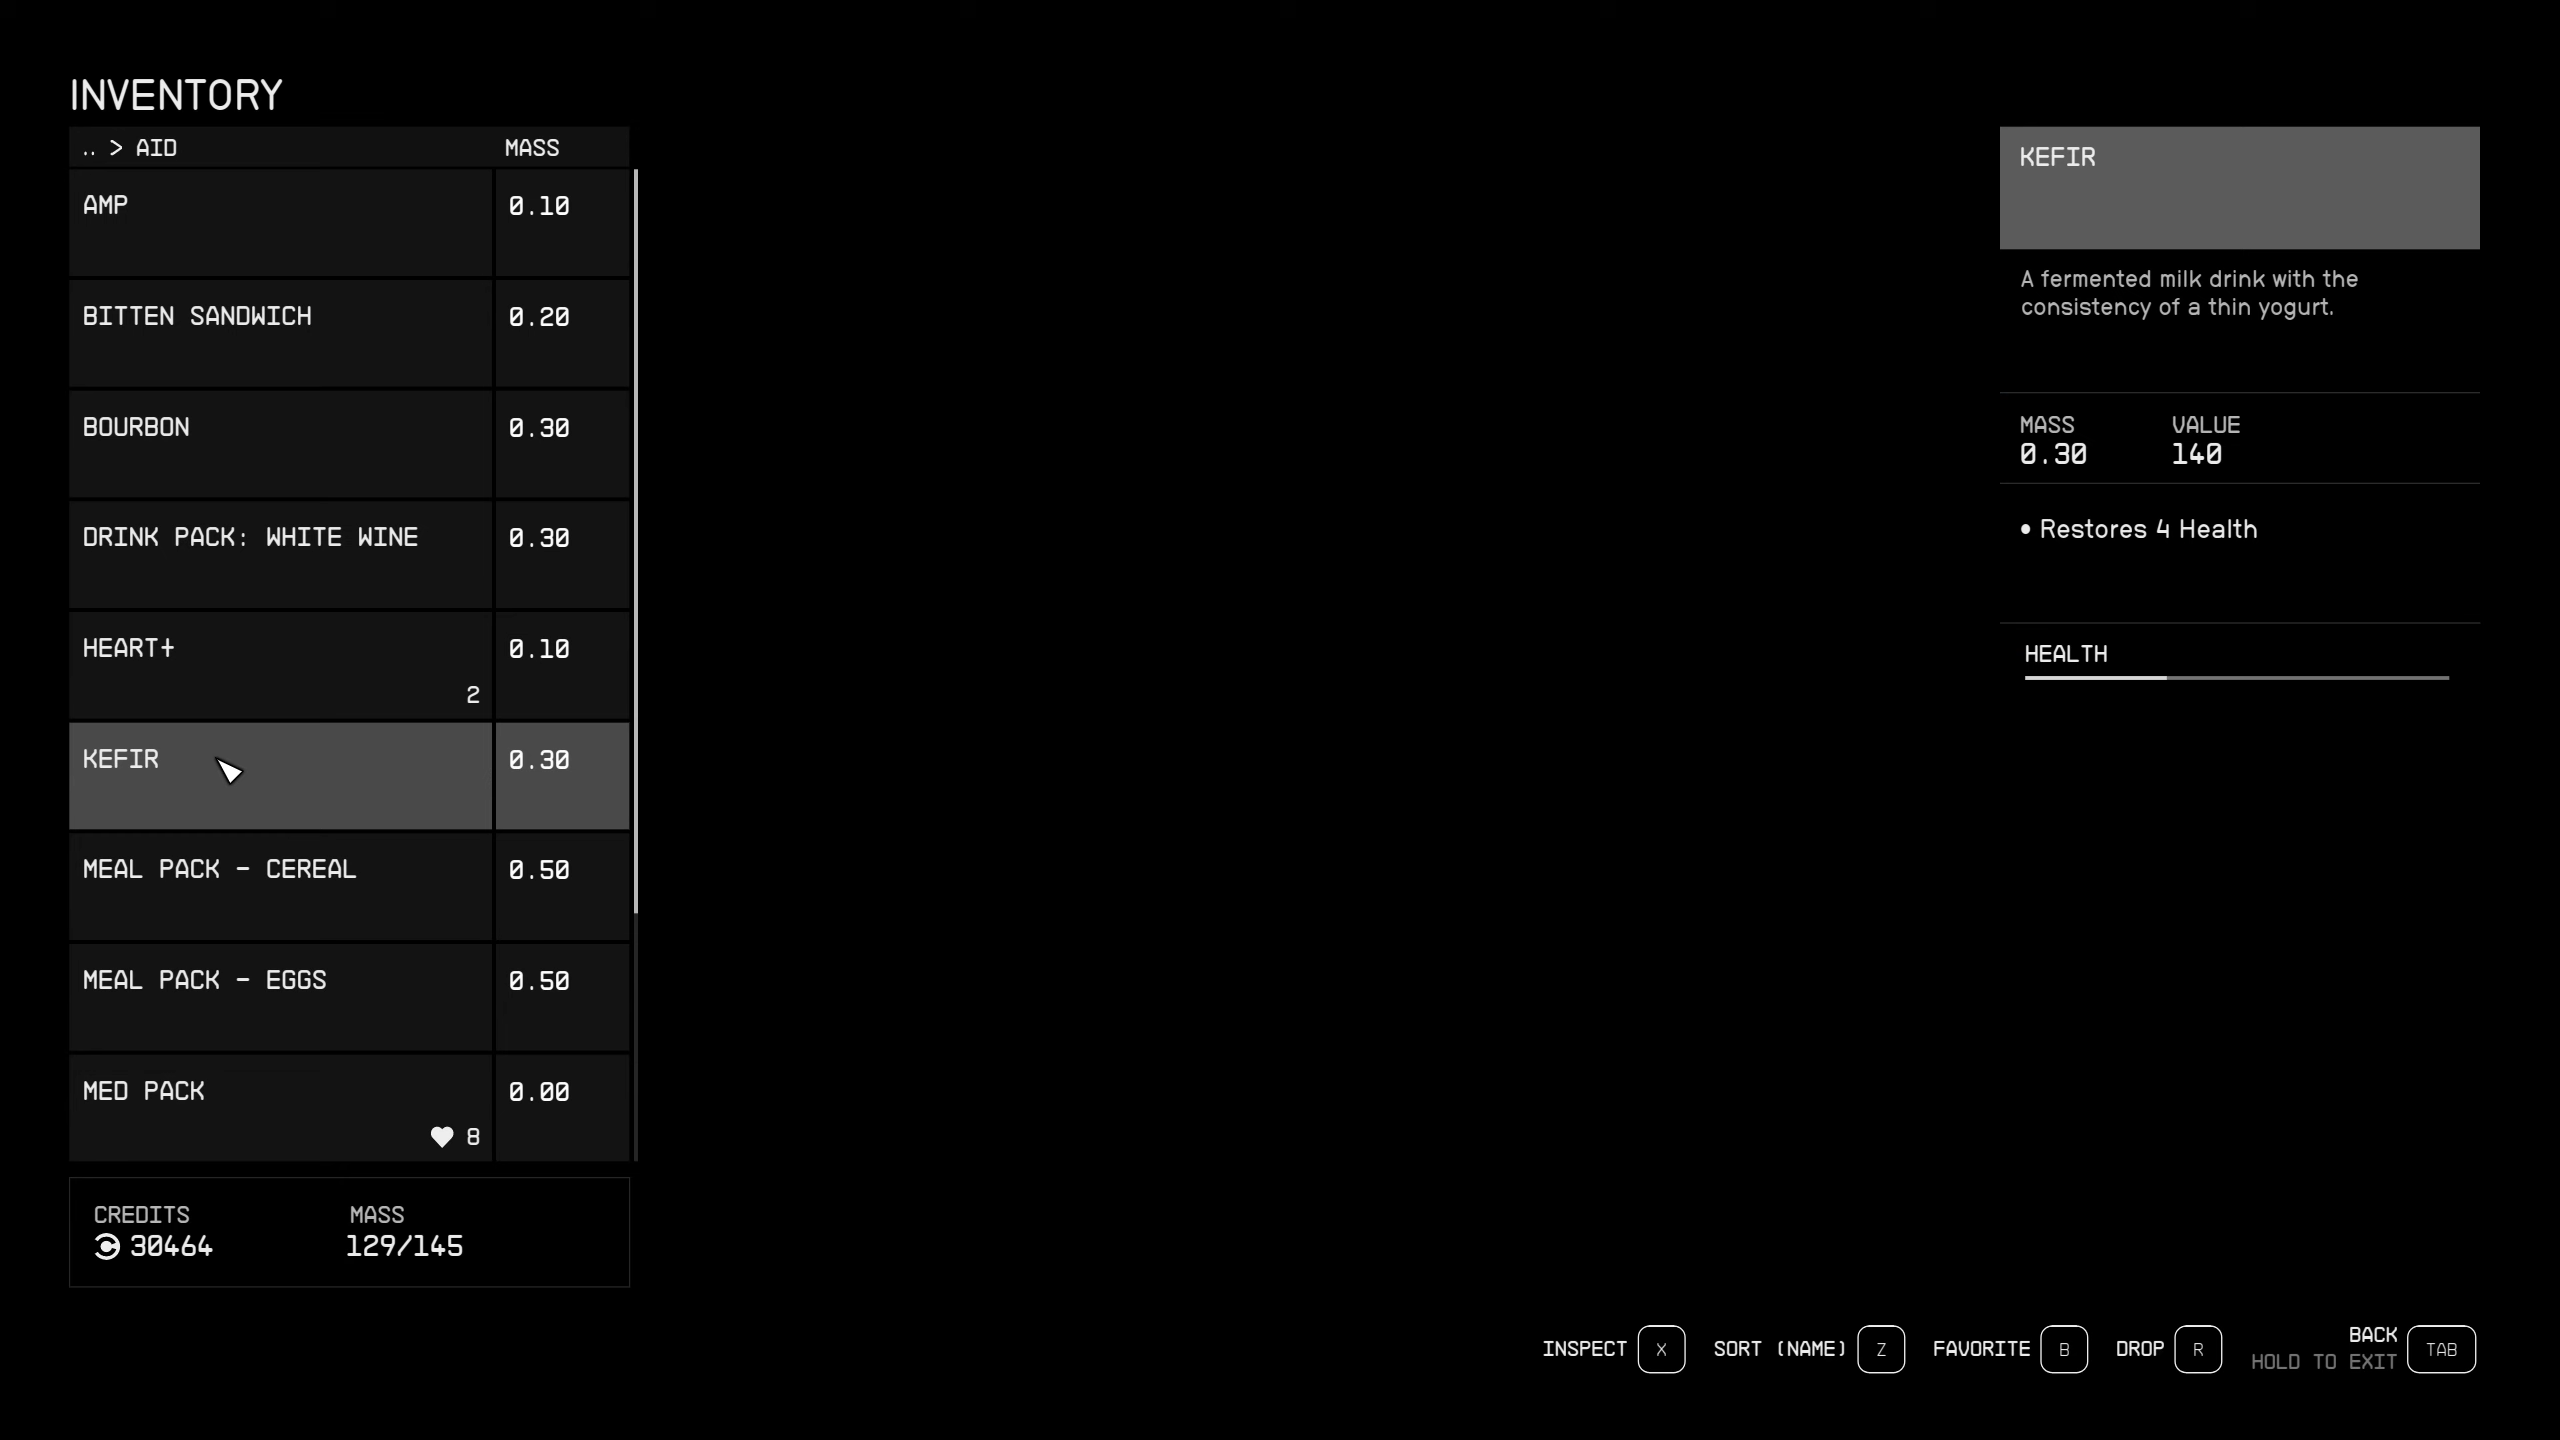 INVENTORY
.. > AID MASS
AMP 0.10
BITTEN SANDWICH 0.20
BOURBON 0.30
DRINK PACK: WHITE WINE 0.30
HEART+ 0.10
2
KEFIR 0.30
MEAL PACK - CEREAL 0.50
MEAL PACK - EGGS 0.50
MED PACK 0.00
8
CREDITS MASS
30464 129/145
KEFIR
A fermented milk drink with the
consistency of a thin yogurt.
MASS VALUE
0.30 140
• Restores 4 Health
HEALTH
INSPECT X SORT (NAME) Z FAVORITE B DROP R BACK TAB
HOLD TO EXIT